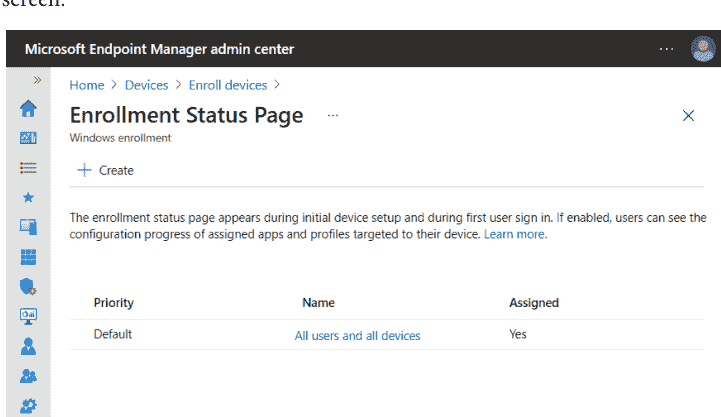 screen.
Microsoft Endpoint Manager admin center ...
»
Home > Devices > Enroll devices >
Enrollment Status Page ...
Windows enrollment
+ Create
The enrollment status page appears during initial device setup and during first user sign in. If enabled, users can see the
configuration progress of assigned apps and profiles targeted to their device. Learn more.
Priority Name Assigned
Default All users and all devices Yes